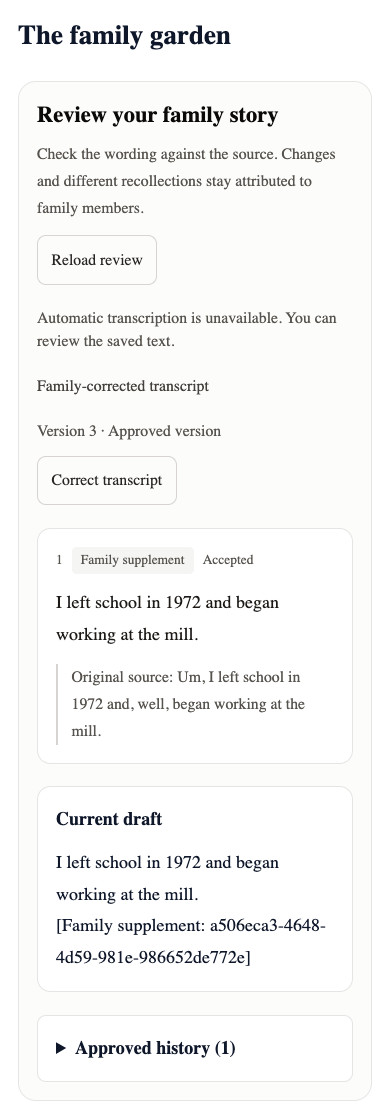 The family garden
Review your family story
Check the wording against the source. Changes
and different recollections stay attributed to
family members.
Reload review
Automatic transcription is unavailable. You can
review the saved text.
Family-corrected transcript
Version 3 · Approved version
Correct transcript
1 Family supplement Accepted
I left school in 1972 and began
working at the mill.
Original source: Um, I left school in
1972 and, well, began working at the
mill.
Current draft
I left school in 1972 and began
working at the mill.
[Family supplement: a506eca3-4648-
4d59-981e-986652de772e]
▶ Approved history (1)